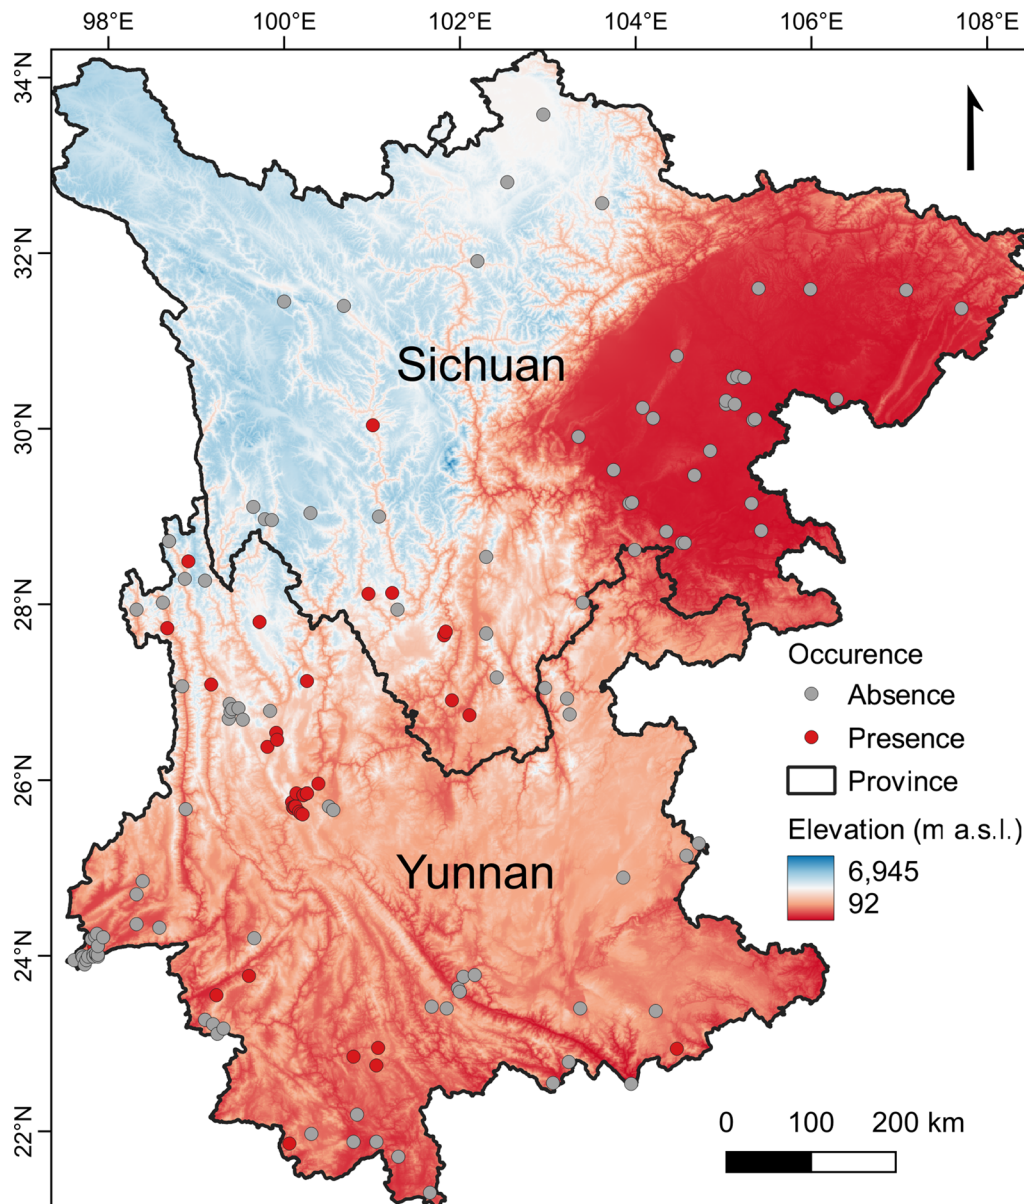 98°E 100°E 102°E 104°E 106°E 108°E
34°N
32°N
Sichuan
30°N
28°N
Occurence
Absence
Presence
Province
26°N
Elevation (m a.s.l.)
6,945
92
Yunnan
24°N
0 100 200 km
22°N